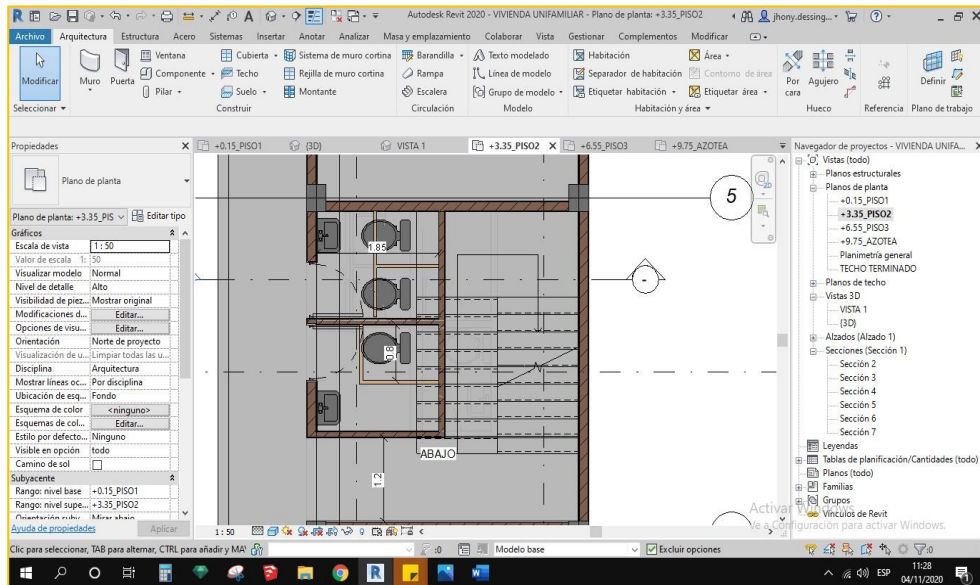 Autodesk Revit 2020 - VIVIENDA UNIFAMILIAR - Plano de planta: +3.35_PISO2
jhony.dessing...
Archivo Arquitectura Estructura Acero Sistemas Insertar Anotar Analizar Masa y emplazamiento Colaborar Vista Gestionar Complementos Modificar
Modificar
Muro
Puerta
Ventana
Componente
Pilar
Cubierta
Techo
Suelo
Sistema de muro cortina
Rejilla de muro cortina
Montante
Barandilla
Rampa
Escalera
Texto modelado
Línea de modelo
Grupo de modelo
Habitación
Separador de habitación
Etiquetar habitación
Área
Contorno de área
Etiquetar área
Por cara
Agujero
Definir
Seleccionar
Construir
Circulación
Modelo
Habitación y área
Hueco
Referencia
Plano de trabajo
Propiedades
+0.15_PISO1
{3D}
VISTA 1
+3.35_PISO2
+6.55_PISO3
+9.75_AZOTEA
Plano de planta
Plano de planta: +3.35_PIS
Editar tipo
Gráficos
Escala de vista 1 : 50
Valor de escala 1: 50
Visualizar modelo Normal
Nivel de detalle Alto
Visibilidad de piez... Mostrar original
Modificaciones d... Editar...
Opciones de visu... Editar...
Orientación Norte de proyecto
Visualización de u... Limpiar todas las u...
Disciplina Arquitectura
Mostrar líneas oc... Por disciplina
Ubicación de esq... Fondo
Esquema de color <ninguno>
Esquemas de col... Editar...
Estilo por defecto... Ninguno
Visible en opción todo
Camino de sol
Subyacente
Rango: nivel base +0.15_PISO1
Rango: nivel supe... +3.35_PISO2
Orientación suby... Mirar abajo
Ayuda de propiedades
Aplicar
5
1.85
0.8
ABAJO
1.2
-
Navegador de proyectos - VIVIENDA UNIFA...
Vistas (todo)
Planos estructurales
Planos de planta
+0.15_PISO1
+3.35_PISO2
+6.55_PISO3
+9.75_AZOTEA
Planimetría general
TECHO TERMINADO
Planos de techo
Vistas 3D
VISTA 1
{3D}
Alzados (Alzado 1)
Secciones (Sección 1)
Sección 2
Sección 3
Sección 4
Sección 5
Sección 6
Sección 7
Leyendas
Tablas de planificación/Cantidades (todo)
Planos (todo)
Familias
Grupos
Vínculos de Revit
Activar Windows
Ve a Configuración para activar Windows.
1 : 50
Clic para seleccionar, TAB para alternar, CTRL para añadir y MAY
:0
Modelo base
Excluir opciones
:0
ESP
11:28
04/11/2020